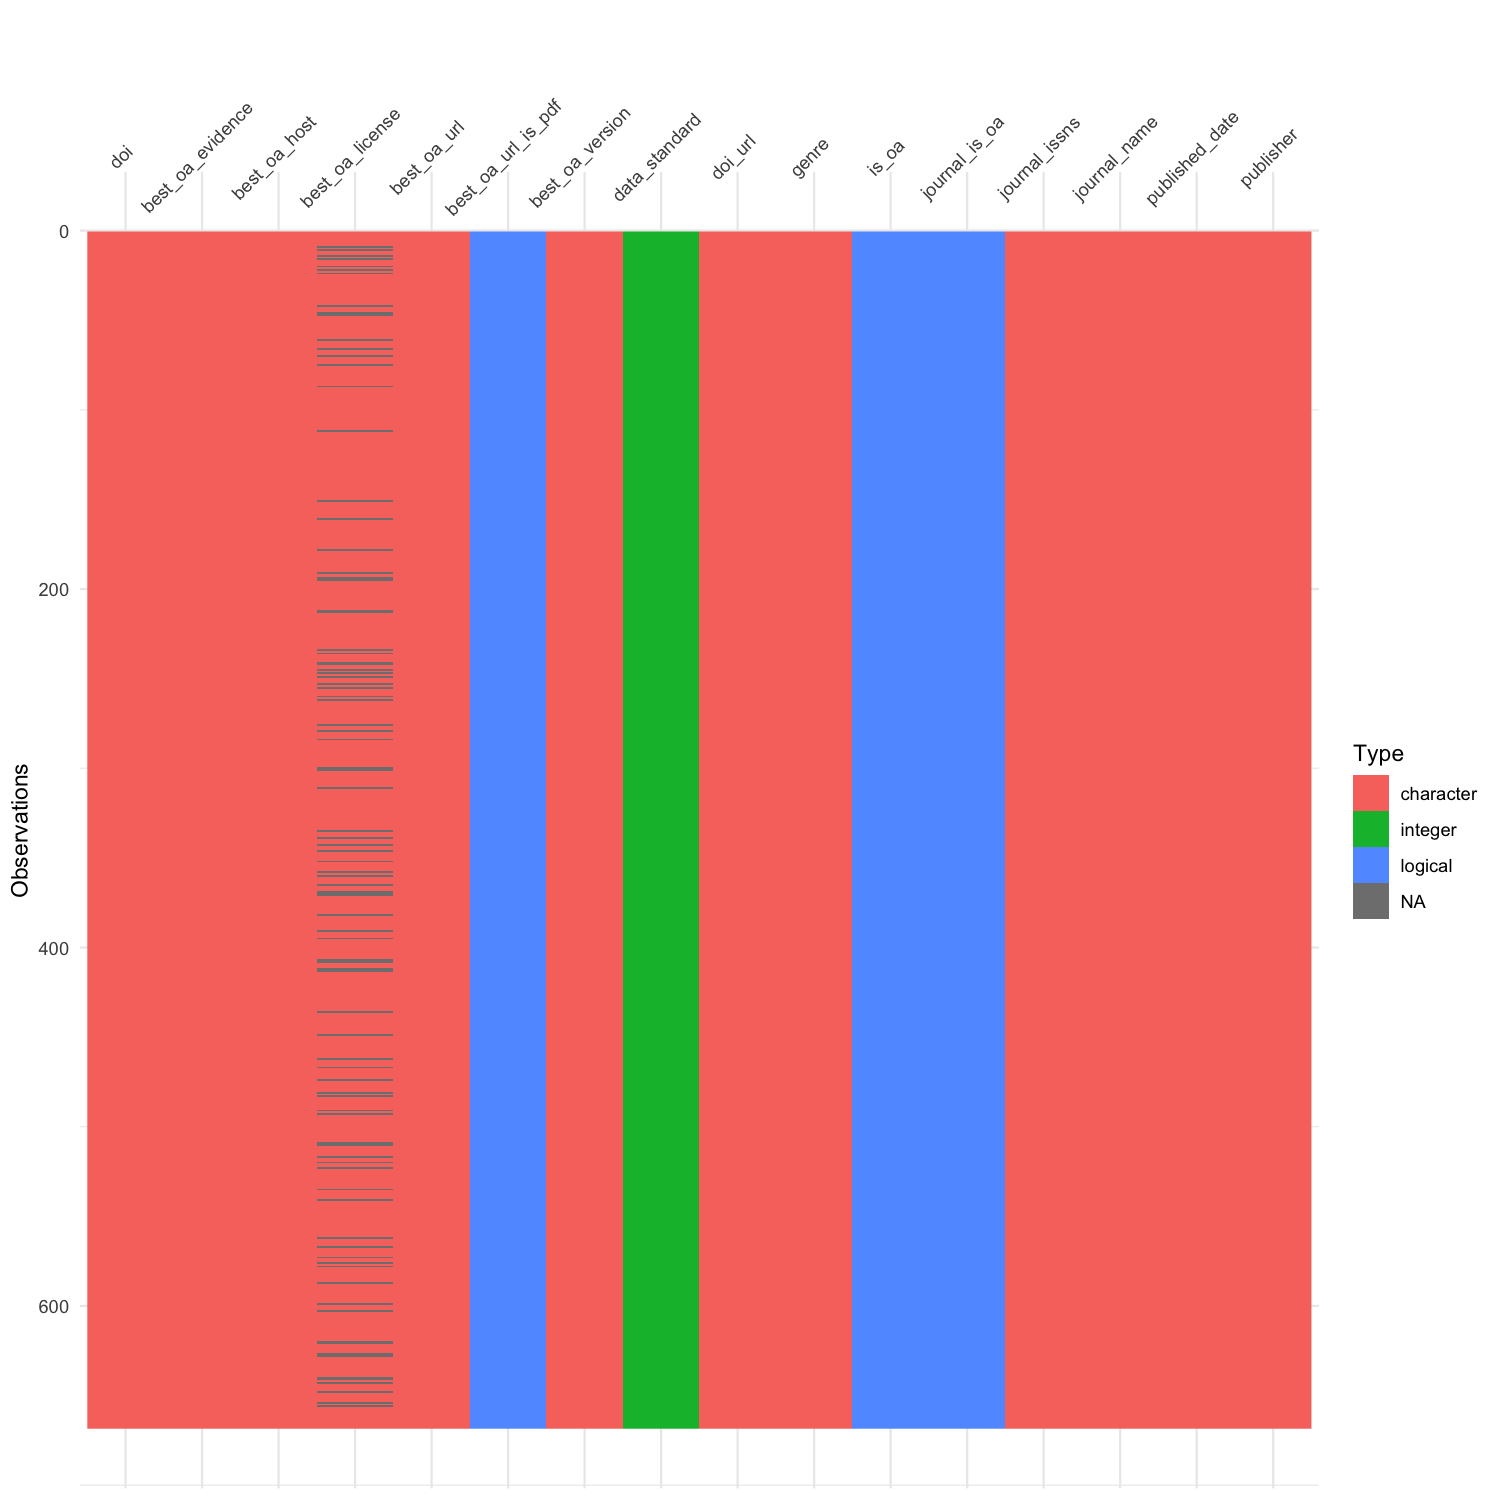 doi
best_oa_evidence
best_oa_host
best_oa_license
best_oa_url
best_oa_url_is_pdf
best_oa_version
data_standard
doi_url
genre
is_oa
journal_is_oa
journal_issns
journal_name
published_date
publisher
0
200
400
600
Observations
Type
character
integer
logical
NA